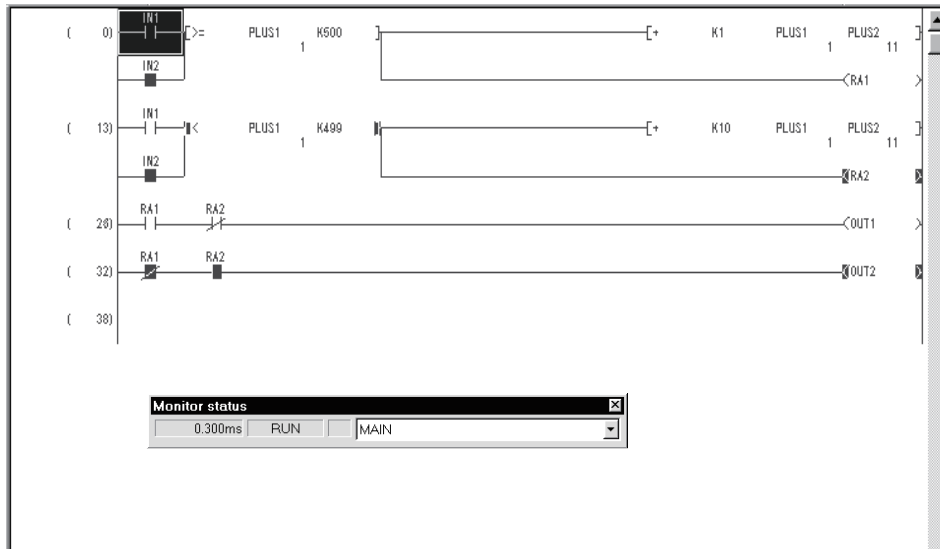 IN1
( 0) [>= PLUS1 K500 ] [+ K1 PLUS1 PLUS2 ]
1 1 11
IN2
(RA1 )
IN1
( 13) [< PLUS1 K499 ] [+ K10 PLUS1 PLUS2 ]
1 1 11
IN2
(RA2 )
RA1 RA2
( 26) (OUT1 )
RA1 RA2
( 32) (OUT2 )
( 38)
Monitor status
0.300ms RUN MAIN